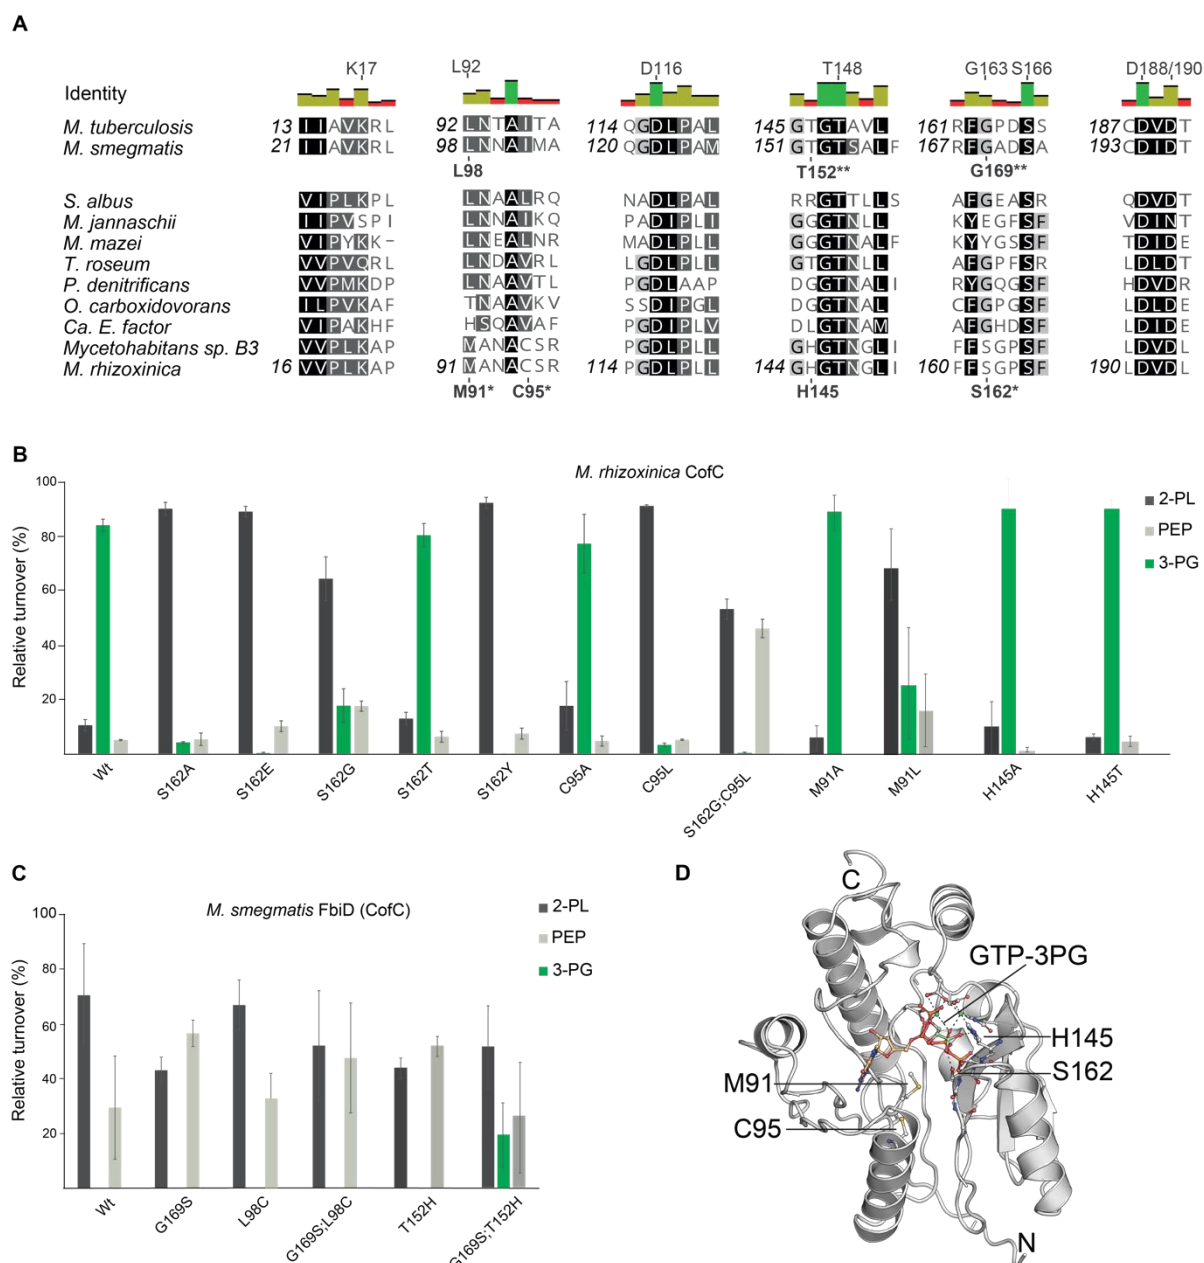 A
K17 L92 D116 T148 G163 S166 D188/190
Identity
M. tuberculosis 13 IIAVKRL 92 LNTAITA 114 QGDLPAL 145 GTGTAVL 161 RFGPDSS 187 CDVDT
M. smegmatis 21 IIAVKRL 98 LNNAIMA 120 QGDLPAM 151 GTGTSALF 167 RFGADSA 193 CDIDT
L98 T152** G169**
S. albus VIPLKPL LNAALRQ NADLPAL RRGTTLLS AFGEASR QDVDT
M. jannaschii IIPVSPI LNNAIKQ PADIPLI GGGTNALI KYEGFSF VDINT
M. mazei VIPYKK- LNEALNR MADLPLI GGGTNALF KYYGSSF TDIDE
T. roseum VVPVQRL LNDAVRL LGDLPLL GTGTNLL AFGPFSR LDLDT
P. denitrificans VVPMKDP LNAAVTL PGDLAAP DGGTNALI RYGQGSF HDVDR
O. carboxidovorans ILPVKAF TNAAVKV SSDIPGL DGGTNAL CFGPGSF LDLDE
Ca. E. factor VIPAKHF HSQAVAF PGDIPLV DLGTNAM AFGHDSF LDIDE
Mycetohabitans sp. B3 VVPLKAP MANACSR PGDLPLL GHGTNGLI FFSGPSF LDVDL
M. rhizoxinica 16 VVPLKAP 91 MANACSR 114 PGDLPLL 144 GHGTNGLI 160 FFSGPSF 190 LDVDL
M91* C95* H145 S162*
B
M. rhizoxinica CofC
Relative turnover (%)
100
80
60
40
20
2-PL
PEP
3-PG
Wt S162A S162E S162G S162T S162Y C95A C95L S162G;C95L M91A M91L H145A H145T
C
M. smegmatis FbiD (CofC)
Relative turnover (%)
100
80
60
40
20
2-PL
PEP
3-PG
Wt G169S L98C G169S;L98C T152H G169S;T152H
D
C
GTP-3PG
H145
S162
M91
C95
N